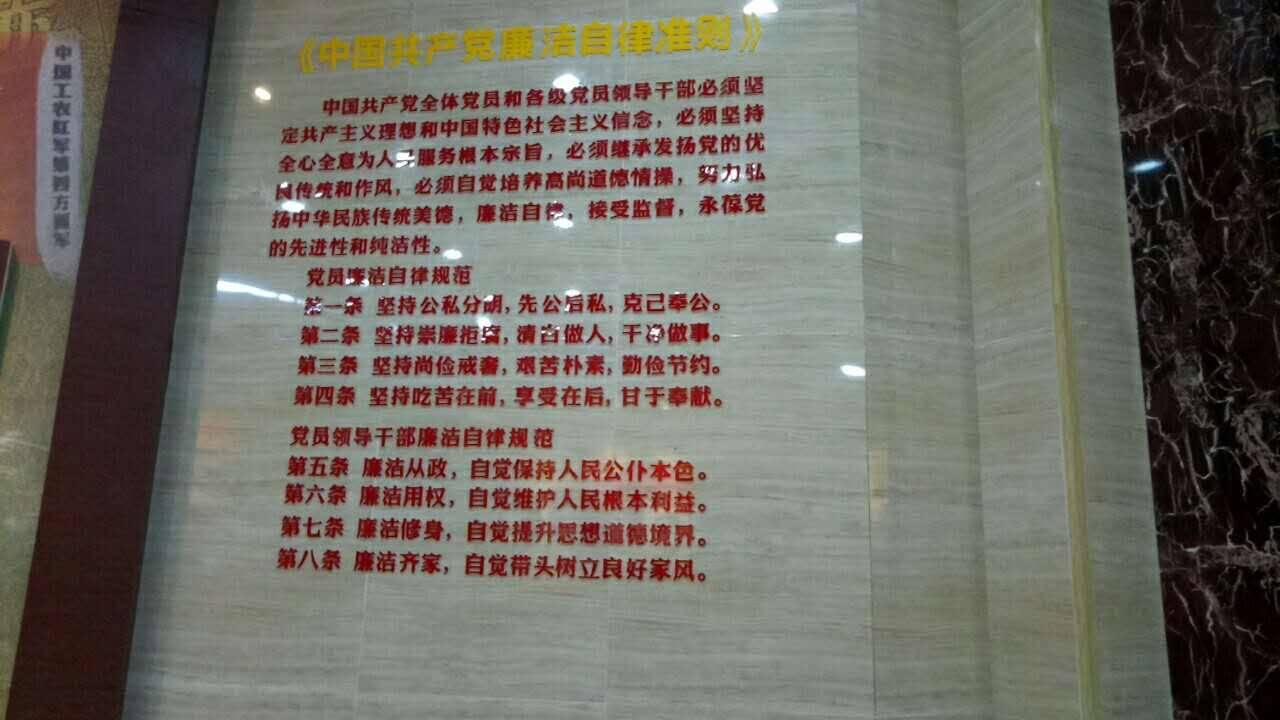 中国工农红军第四方面军
《中国共产党廉洁自律准则》
中国共产党全体党员和各级党员领导干部必须坚
定共产主义理想和中国特色社会主义信念，必须坚持
全心全意为人民服务根本宗旨，必须继承发扬党的优
良传统和作风，必须自觉培养高尚道德情操，努力弘
扬中华民族传统美德，廉洁自律，接受监督，永葆党
的先进性和纯洁性。
党员廉洁自律规范
第一条 坚持公私分明，先公后私，克己奉公。
第二条 坚持崇廉拒腐，清白做人，干净做事。
第三条 坚持尚俭戒奢，艰苦朴素，勤俭节约。
第四条 坚持吃苦在前，享受在后，甘于奉献。
党员领导干部廉洁自律规范
第五条 廉洁从政，自觉保持人民公仆本色。
第六条 廉洁用权，自觉维护人民根本利益。
第七条 廉洁修身，自觉提升思想道德境界。
第八条 廉洁齐家，自觉带头树立良好家风。